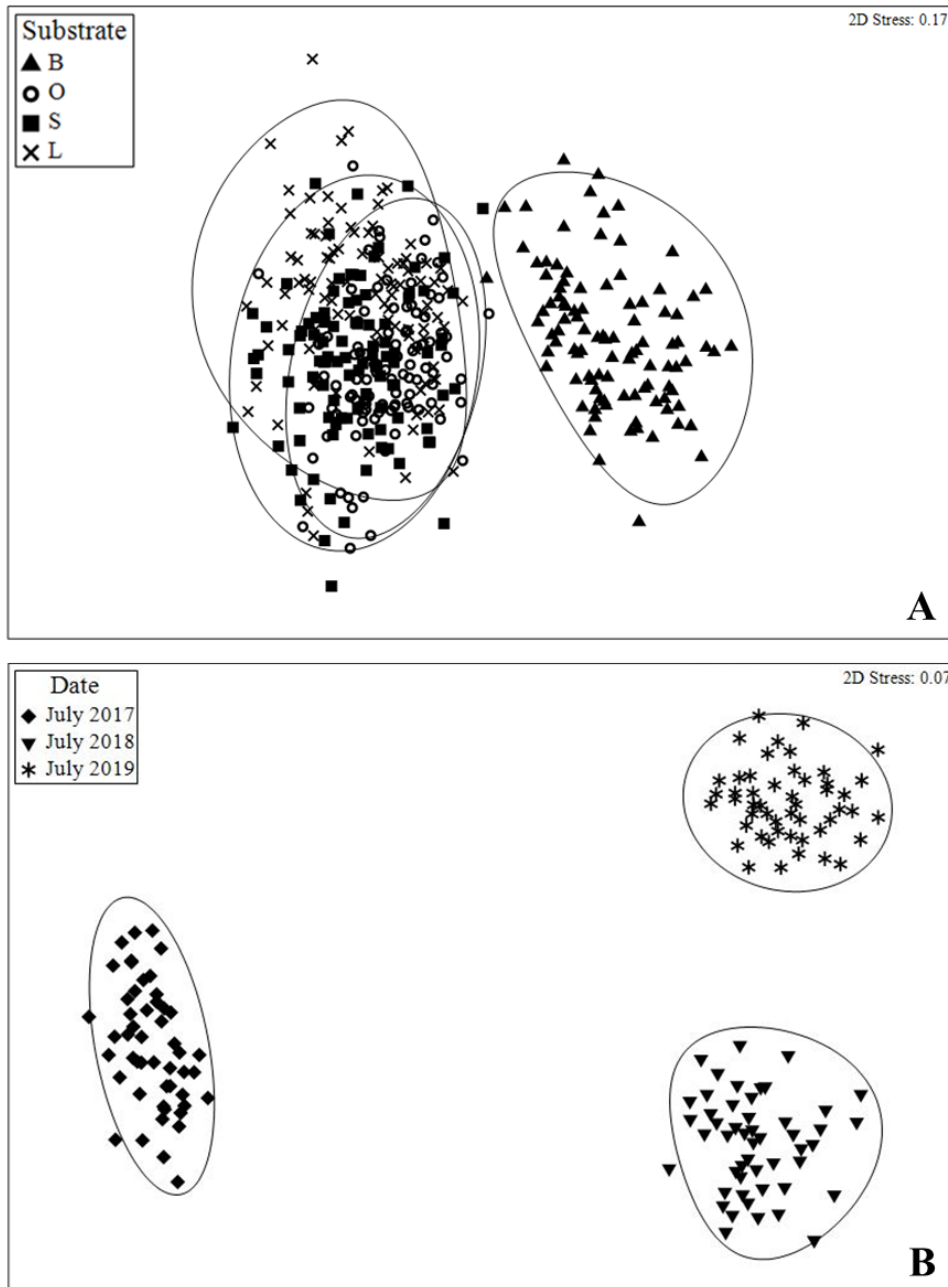 Substrate
B
O
S
L
2D Stress: 0.17
A
Date
July 2017
July 2018
July 2019
2D Stress: 0.07
B